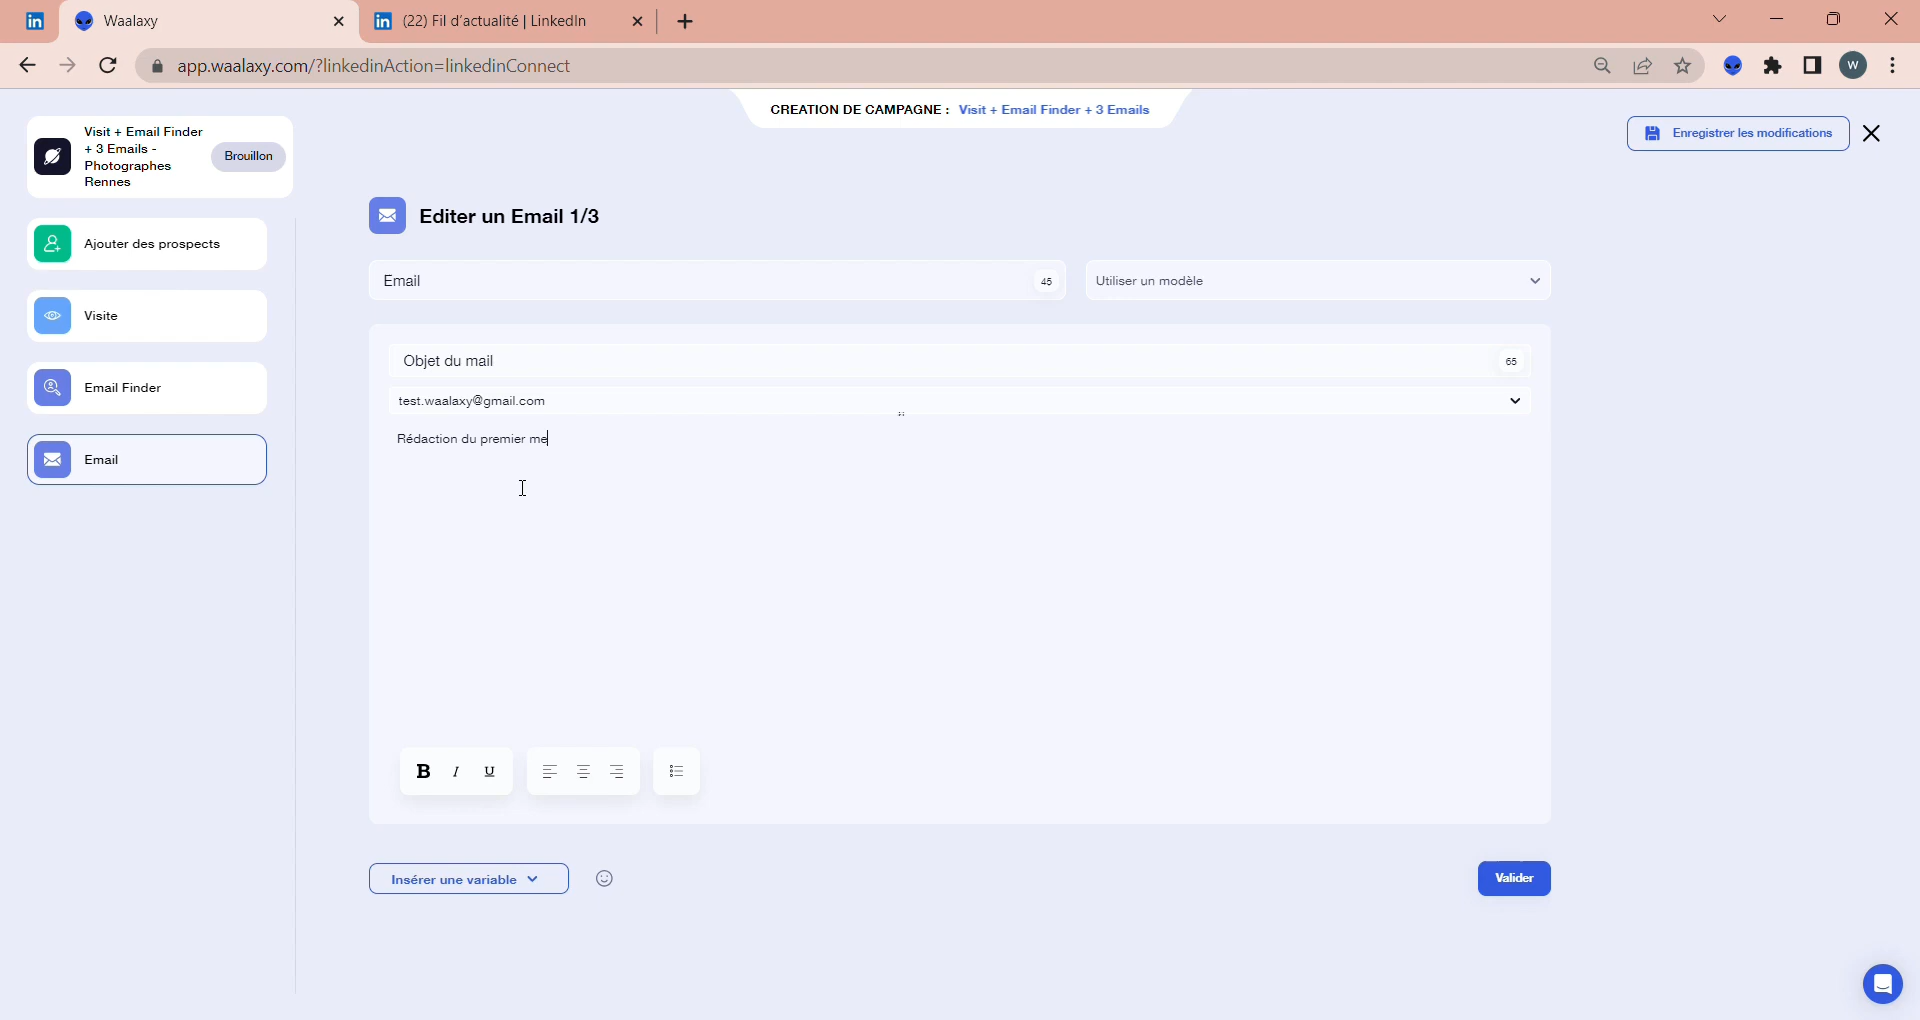 Waalaxy
(22) Fil d'actualité | LinkedIn
app.waalaxy.com/?linkedinAction=linkedinConnect
W
CREATION DE CAMPAGNE : Visit + Email Finder + 3 Emails
Visit + Email Finder
+ 3 Emails -
Photographes
Rennes
Brouillon
Enregistrer les modifications
Ajouter des prospects
Visite
Email Finder
Email
Editer un Email 1/3
Email
45
Utiliser un modèle
Objet du mail
65
test.waalaxy@gmail.com
Rédaction du premier me
B I U
Insérer une variable
Valider